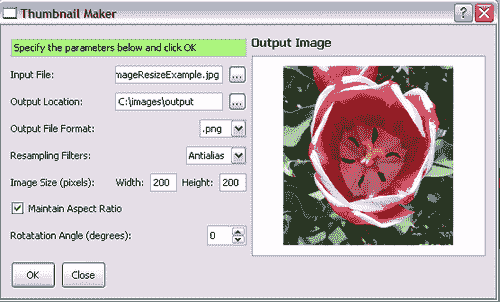 Thumbnail Maker
Specify the parameters below and click OK
Output Image
Input File: mageResizeExample.jpg ...
Output Location: C:\images\output ...
Output File Format: .png
Resampling Filters: Antialias
Image Size (pixels): Width: 200 Height: 200
Maintain Aspect Ratio
Rotatation Angle (degrees): 0
OK Close